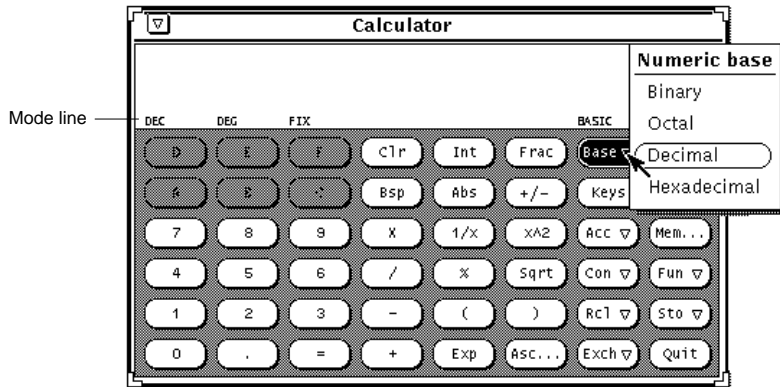 Calculator
Numeric base
Binary
Octal
Decimal
Hexadecimal
Mode line
DEC DEG FIX BASIC
D E F Clr Int Frac Base
A B C Bsp Abs +/- Keys
7 8 9 X 1/x x^2 Acc Mem...
4 5 6 / % Sqrt Con Fun
1 2 3 - ( ) Rcl Sto
0 . = + Exp Asc... Exch Quit